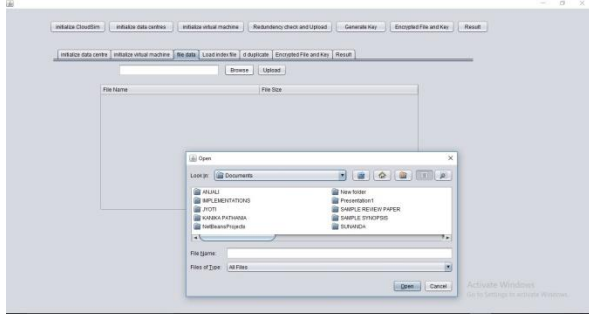 initialize CloudSim initialize data centres initialize virtual machine Redundency check and Upload Generate Key Encrypted File and Key Result
initialize data centre initialize virtual machine file data Load index file d duplicate Encrypted File and Key Result
Browse Upload
File Name File Size
Open
Look In: Documents
ANJALI New folder
IMPLEMENTATIONS Presentation1
JYOTI SAMPLE REVIEW PAPER
KANIKA PATHANIA SAMPLE SYNOPSIS
NetBeansProjects SUNANDA
File Name:
Files of Type: All Files
Open Cancel
Activate Windows
Go to Settings to activate Windows.